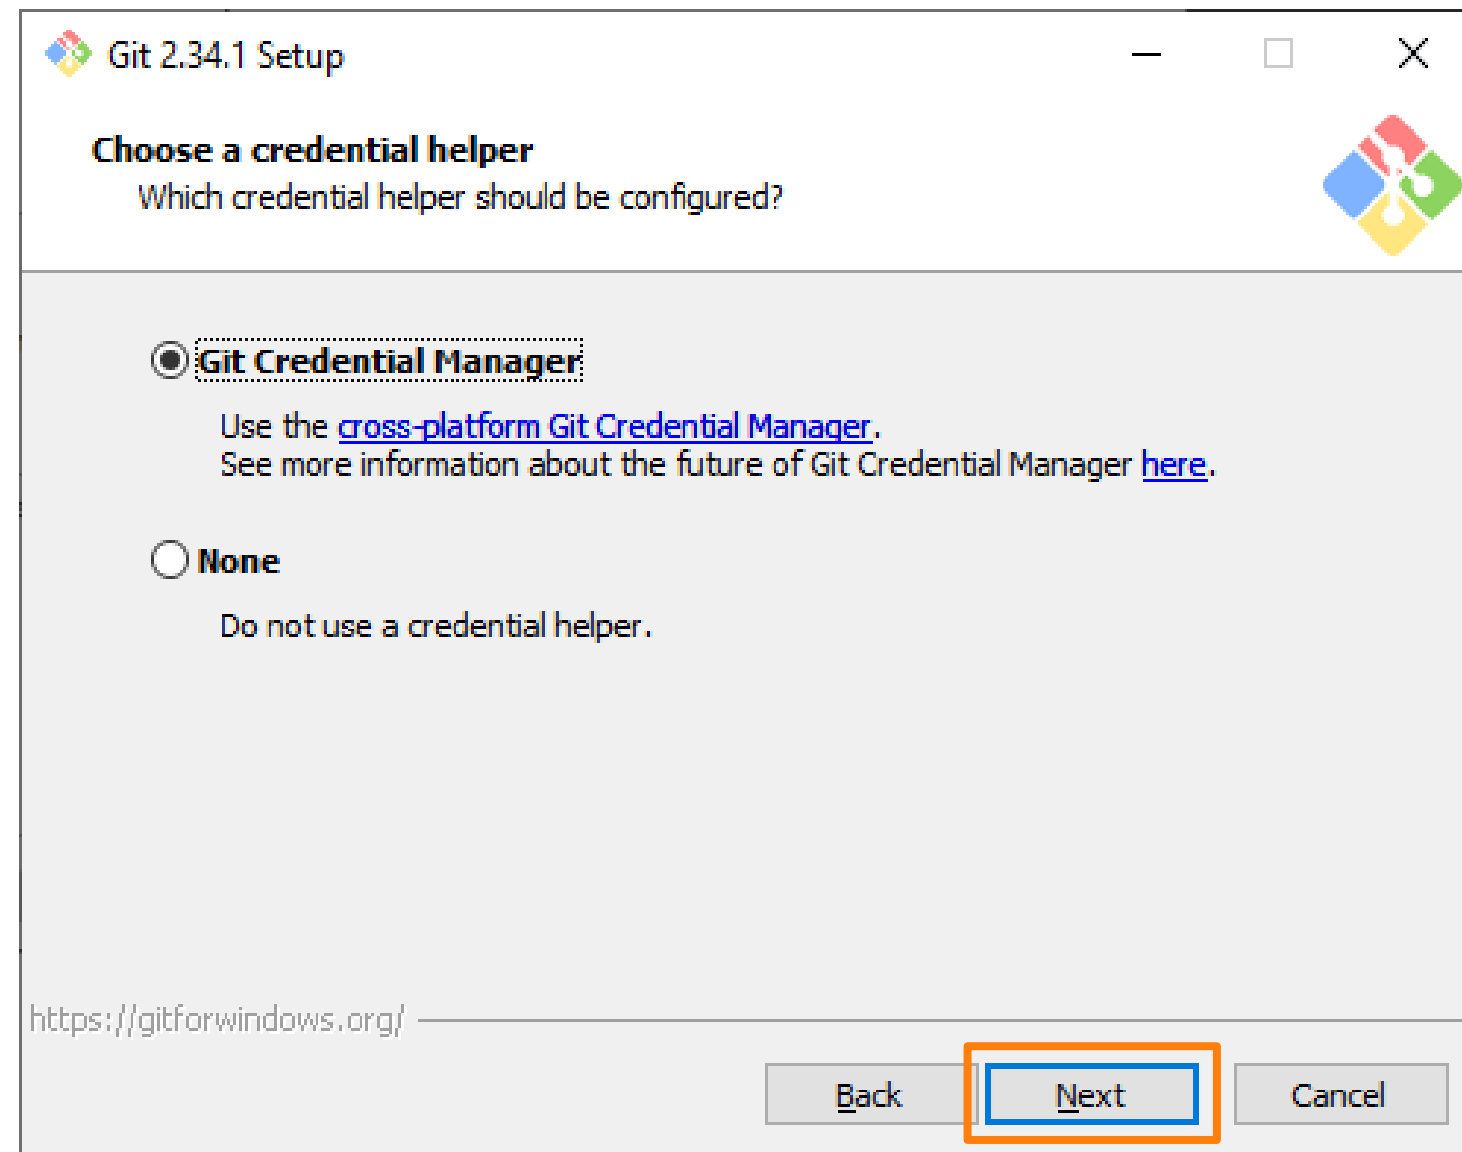 Git 2.34.1 Setup
Choose a credential helper
Which credential helper should be configured?
Git Credential Manager
Use the cross-platform Git Credential Manager.
See more information about the future of Git Credential Manager here.
None
Do not use a credential helper.
https://gitforwindows.org/
Back Next Cancel